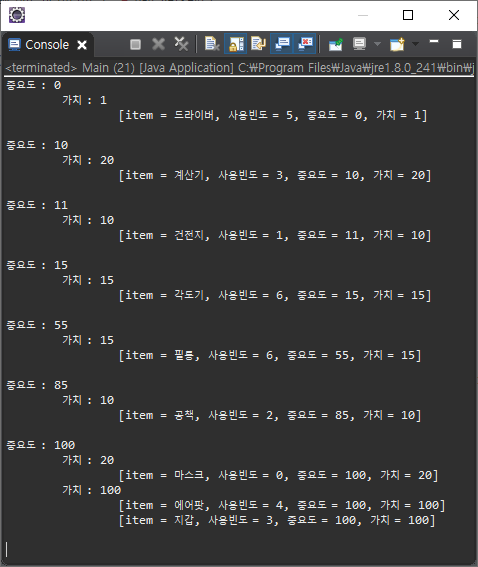 Console
<terminated> Main (21) [Java Application] C:₩Program Files₩Java₩jre1.8.0_241₩bin₩j
중요도 : 0
가치 : 1
[item = 드라이버, 사용빈도 = 5, 중요도 = 0, 가치 = 1]
중요도 : 10
가치 : 20
[item = 계산기, 사용빈도 = 3, 중요도 = 10, 가치 = 20]
중요도 : 11
가치 : 10
[item = 건전지, 사용빈도 = 1, 중요도 = 11, 가치 = 10]
중요도 : 15
가치 : 15
[item = 각도기, 사용빈도 = 6, 중요도 = 15, 가치 = 15]
중요도 : 55
가치 : 15
[item = 필통, 사용빈도 = 6, 중요도 = 55, 가치 = 15]
중요도 : 85
가치 : 10
[item = 공책, 사용빈도 = 2, 중요도 = 85, 가치 = 10]
중요도 : 100
가치 : 20
[item = 마스크, 사용빈도 = 0, 중요도 = 100, 가치 = 20]
가치 : 100
[item = 에어팟, 사용빈도 = 4, 중요도 = 100, 가치 = 100]
[item = 지갑, 사용빈도 = 3, 중요도 = 100, 가치 = 100]